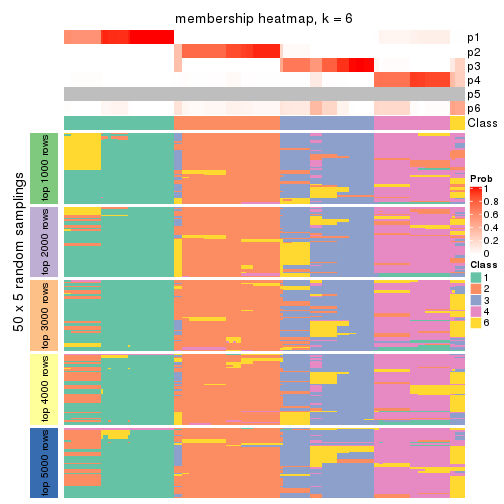 membership heatmap, k = 6
p1
p2
p3
p4
p5
p6
Class
50 x 5 random samplings
top 1000 rows
top 2000 rows
top 3000 rows
top 4000 rows
top 5000 rows
Prob
1
0.8
0.6
0.4
0.2
0
Class
1
2
3
4
6